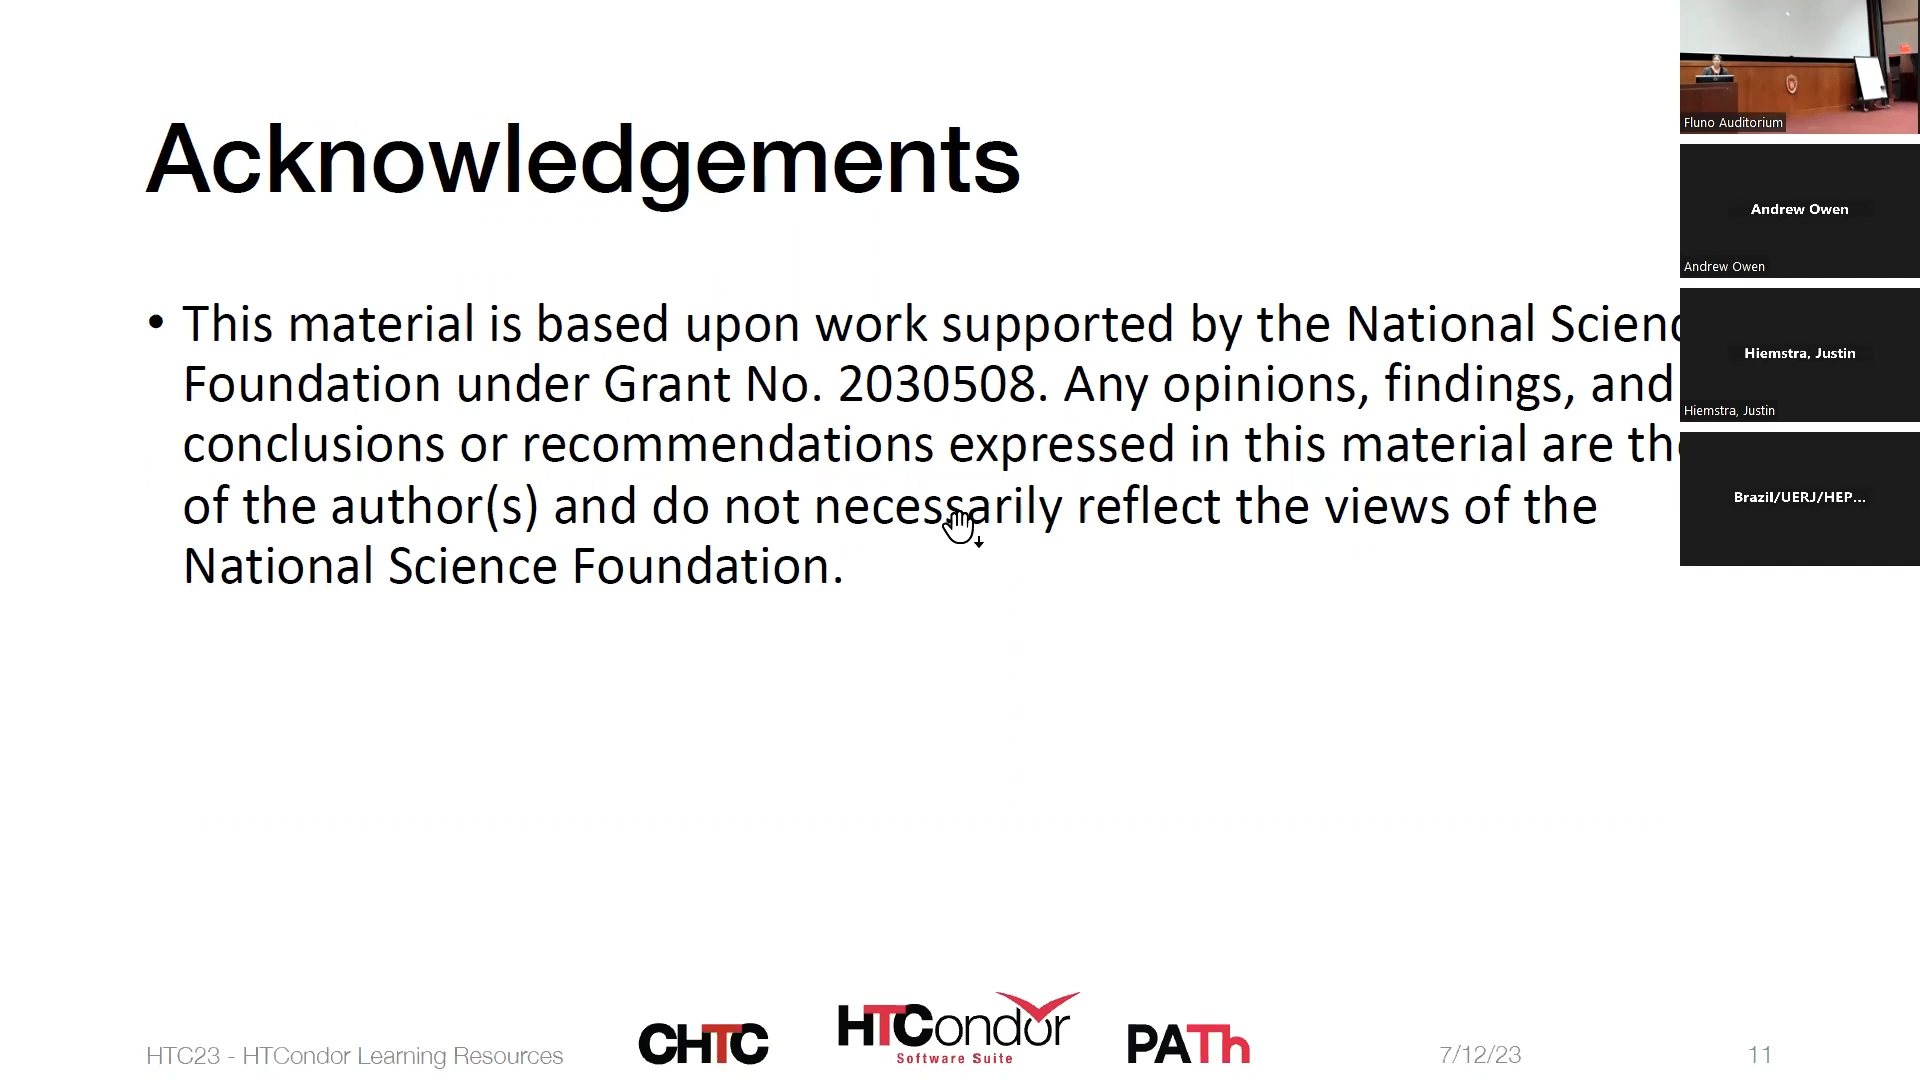 Acknowledgements
• This material is based upon work supported by the National Scienc
Foundation under Grant No. 2030508. Any opinions, findings, and
conclusions or recommendations expressed in this material are th
of the author(s) and do not necessarily reflect the views of the
National Science Foundation.
HTC23 - HTCondor Learning Resources
CHTC
HTCondor
Software Suite
PATh
7/12/23
11
Fluno Auditorium
Andrew Owen
Andrew Owen
Hiemstra, Justin
Hiemstra, Justin
Brazil/UERJ/HEP...